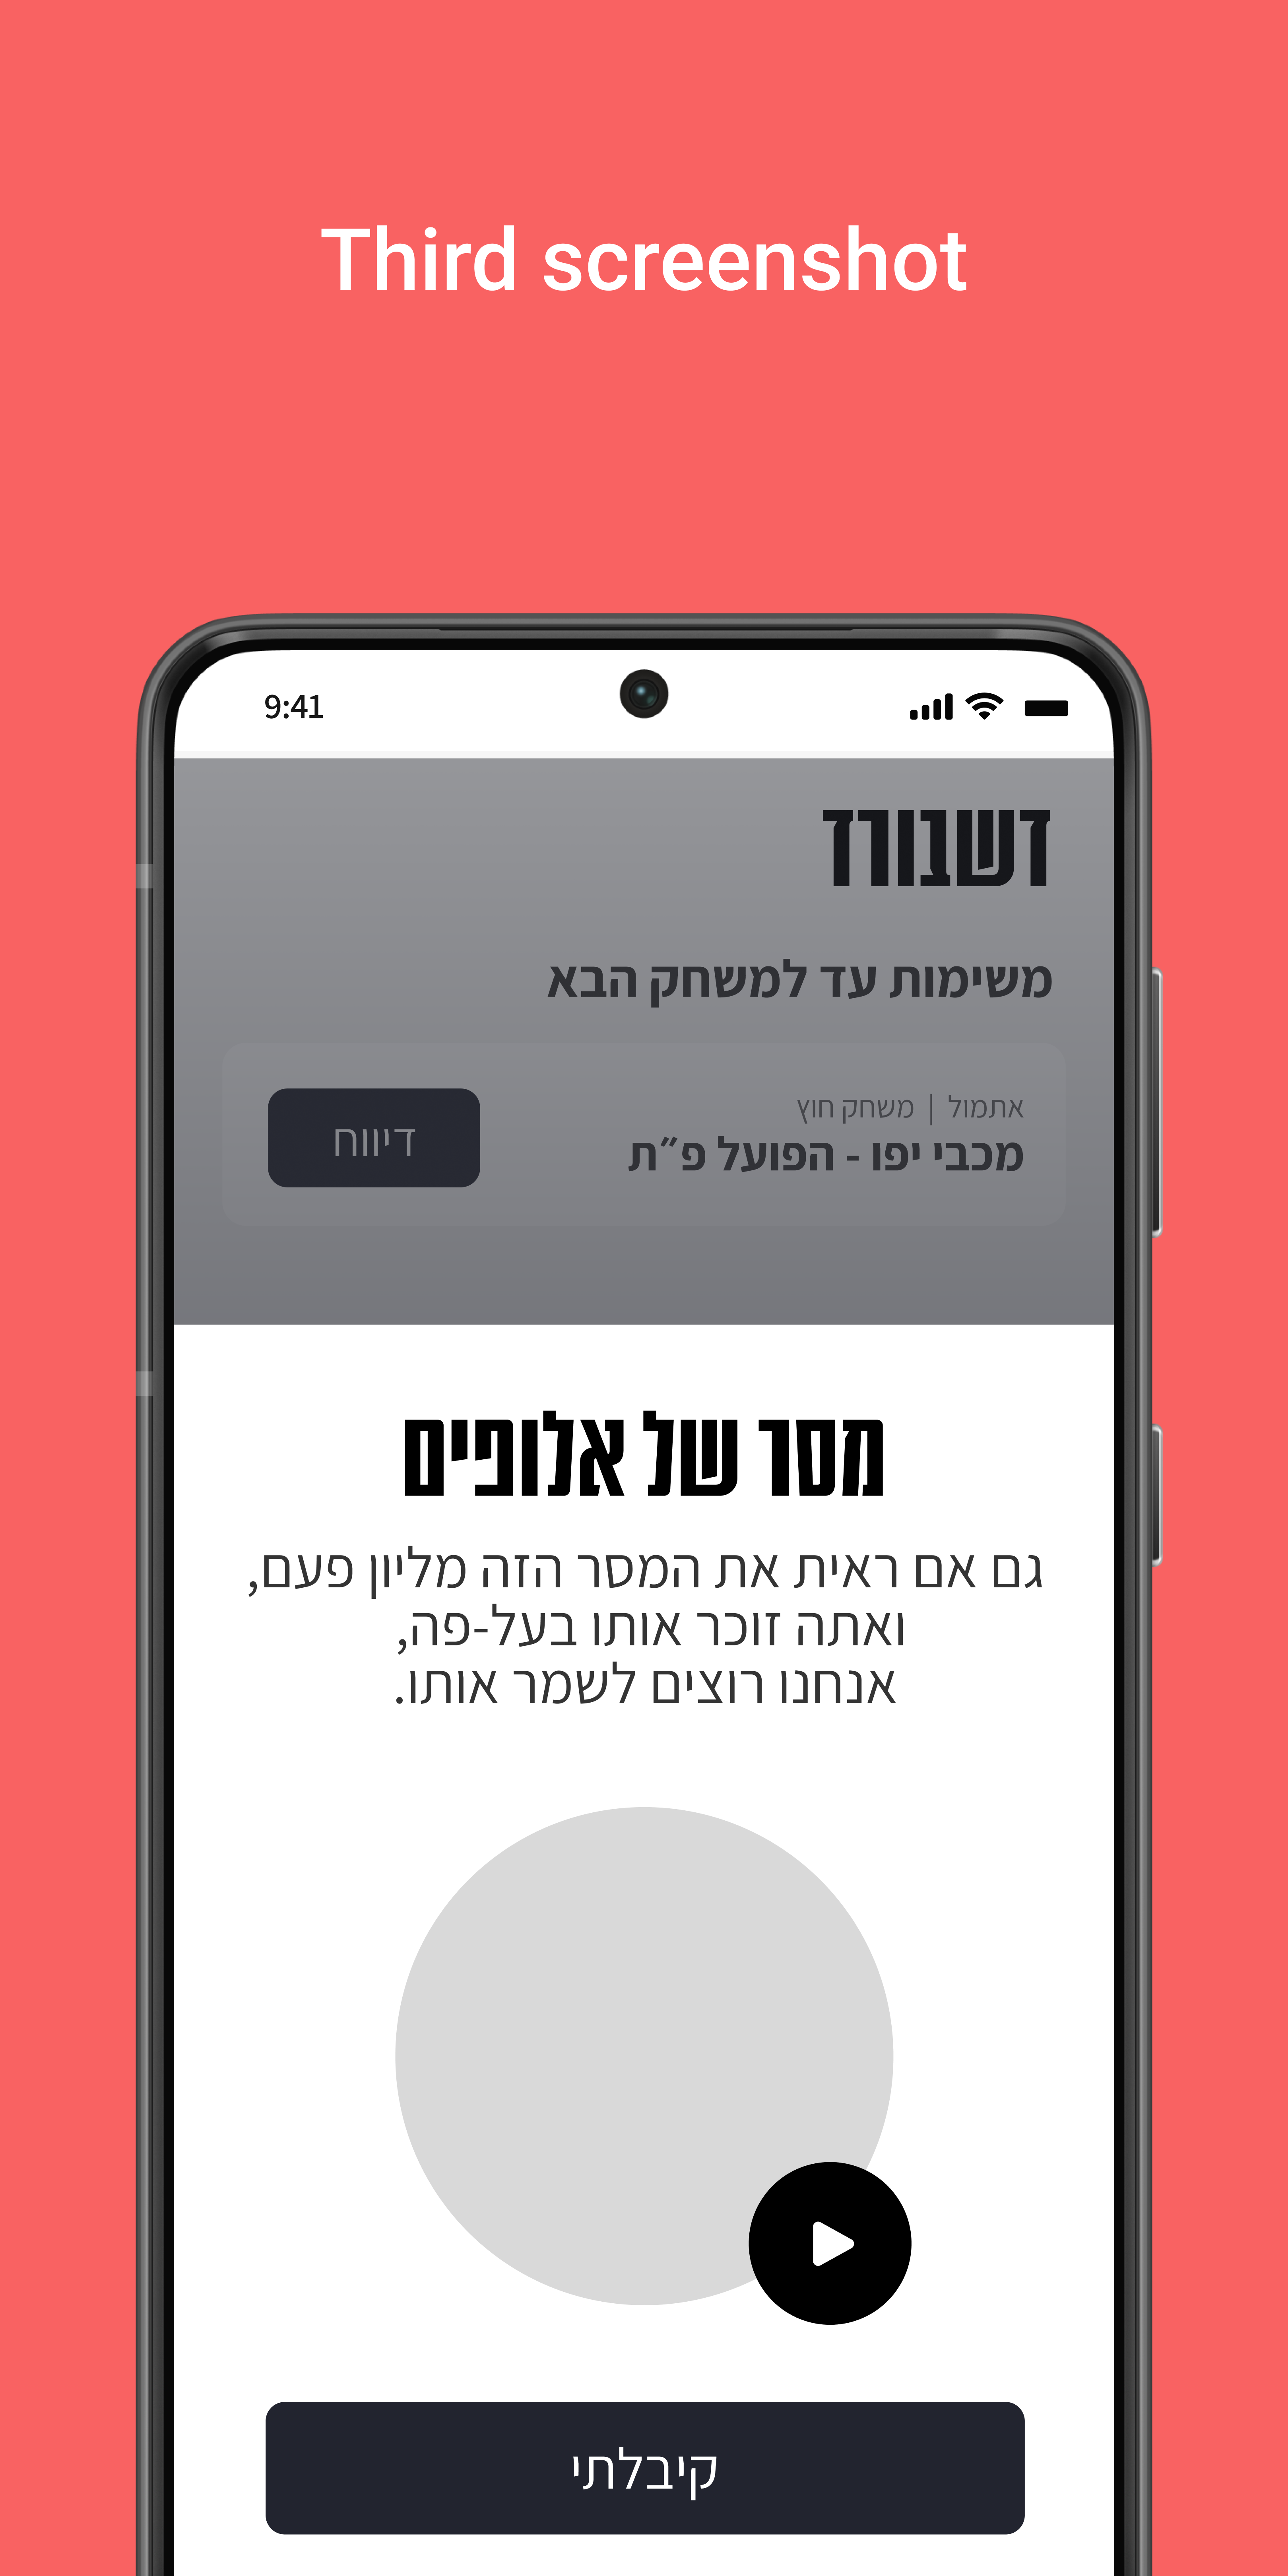 Third screenshot
9:41
דשבורד
משימות עד למשחק הבא
אתמול | משחק חוץ
מכבי יפו - הפועל פ״ת
דיווח
מסר של אלופים
גם אם ראית את המסר הזה מליון פעם,
ואתה זוכר אותו בעל-פה,
אנחנו רוצים לשמר אותו.
קיבלתי